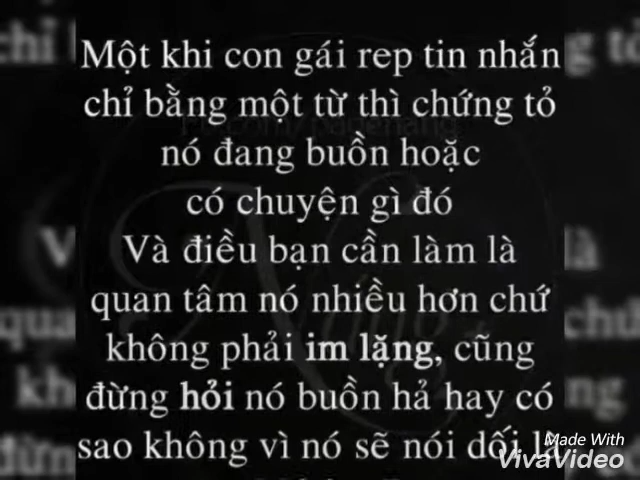 Một khi con gái rep tin nhắn
chỉ bằng một từ thì chứng tỏ
nó đang buồn hoặc
có chuyện gì đó
Và điều bạn cần làm là
quan tâm nó nhiều hơn chứ
không phải im lặng, cũng
đừng hỏi nó buồn hả hay có
sao không vì nó sẽ nói dối là
Made With
VivaVideo